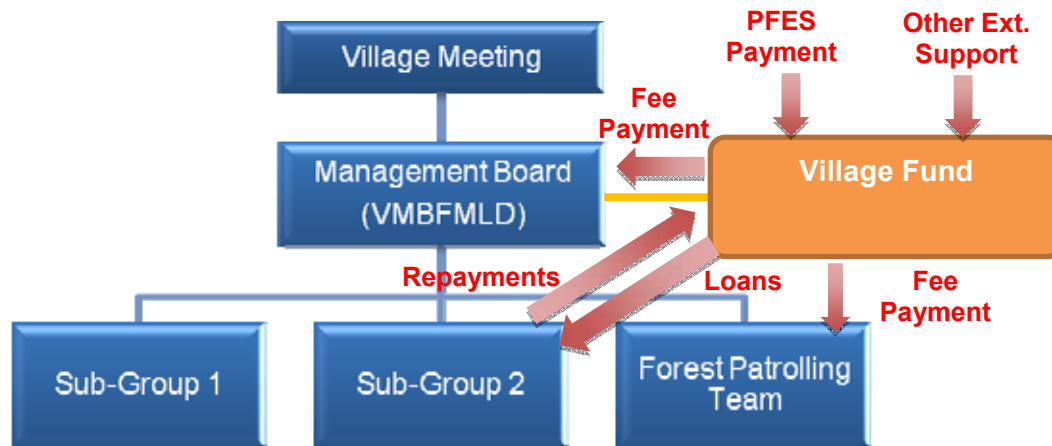 PFES
Payment
Other Ext.
Support
Village Meeting
Fee
Payment
Management Board
(VMBFMLD)
Village Fund
Repayments
Loans
Fee
Payment
Sub-Group 1
Sub-Group 2
Forest Patrolling
Team